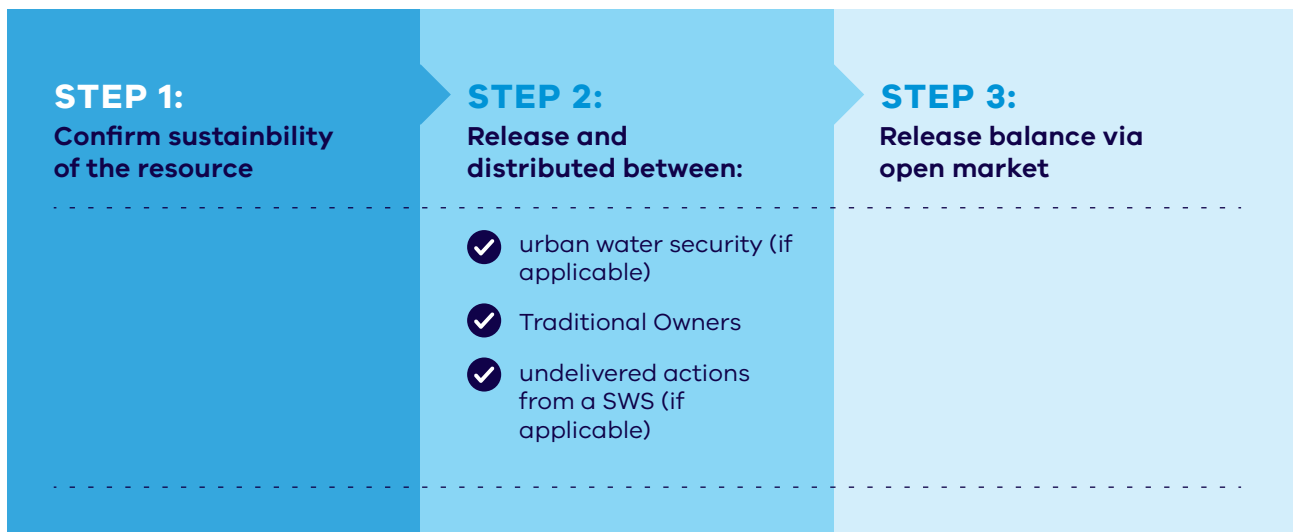 STEP 1:
Confirm sustainbility
of the resource
STEP 2:
Release and
distributed between:
urban water security (if
applicable)
Traditional Owners
undelivered actions
from a SWS (if
applicable)
STEP 3:
Release balance via
open market